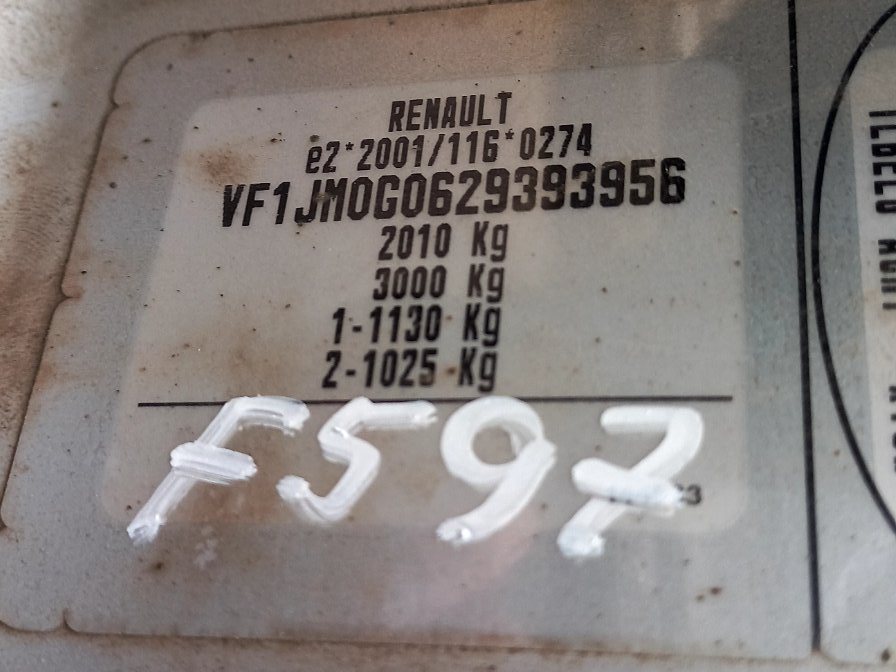 RENAULT
e2*2001/116*0274
VF1JM0G0629393956
2010 Kg
3000 Kg
1-1130 Kg
2-1025 Kg
F597